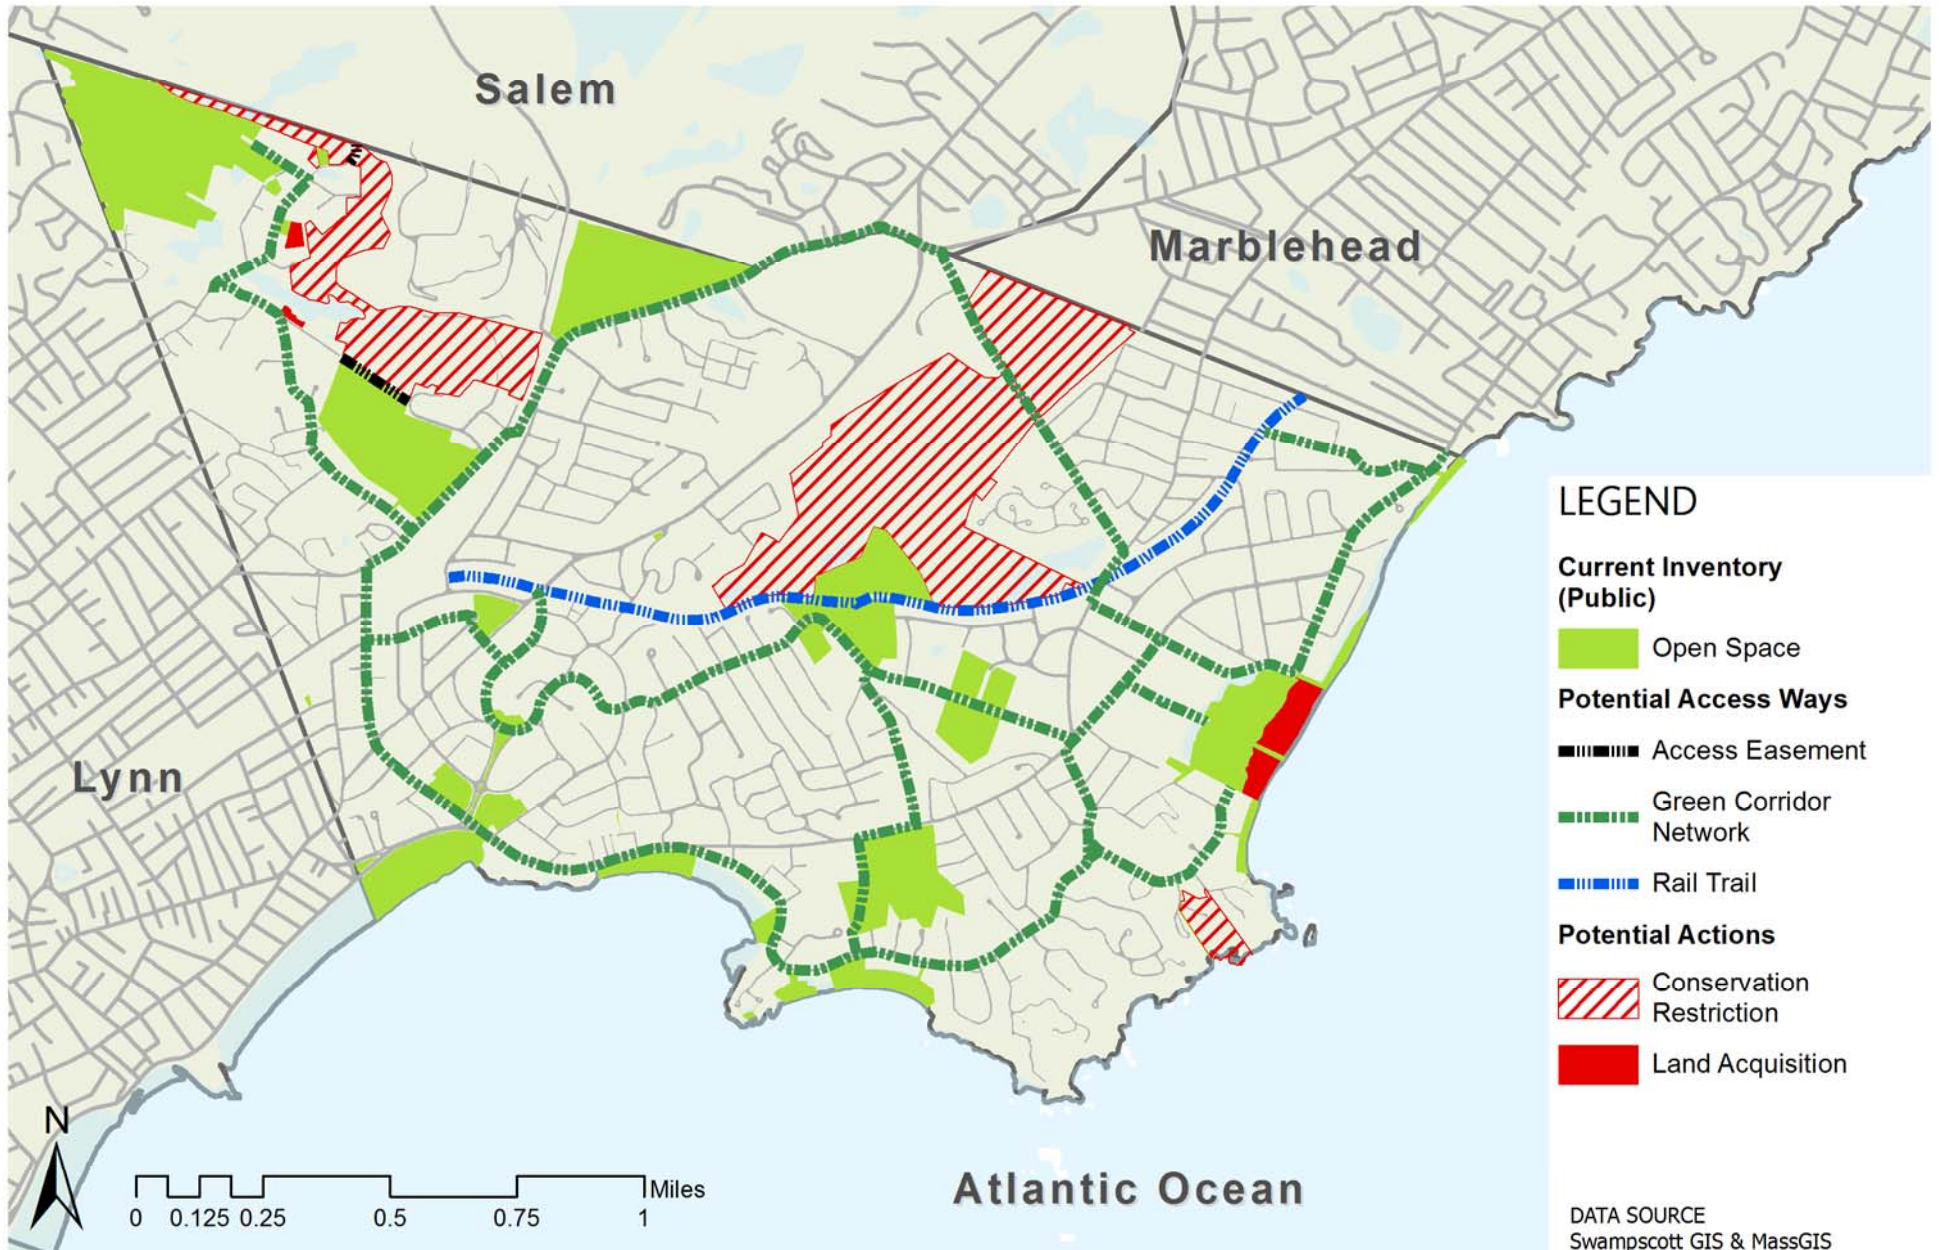 Salem
Marblehead
Lynn
Atlantic Ocean
N
Miles
0 0.125 0.25 0.5 0.75 1
LEGEND
Current Inventory
(Public)
Open Space
Potential Access Ways
Access Easement
Green Corridor
Network
Rail Trail
Potential Actions
Conservation
Restriction
Land Acquisition
DATA SOURCE
Swampscott GIS & MassGIS